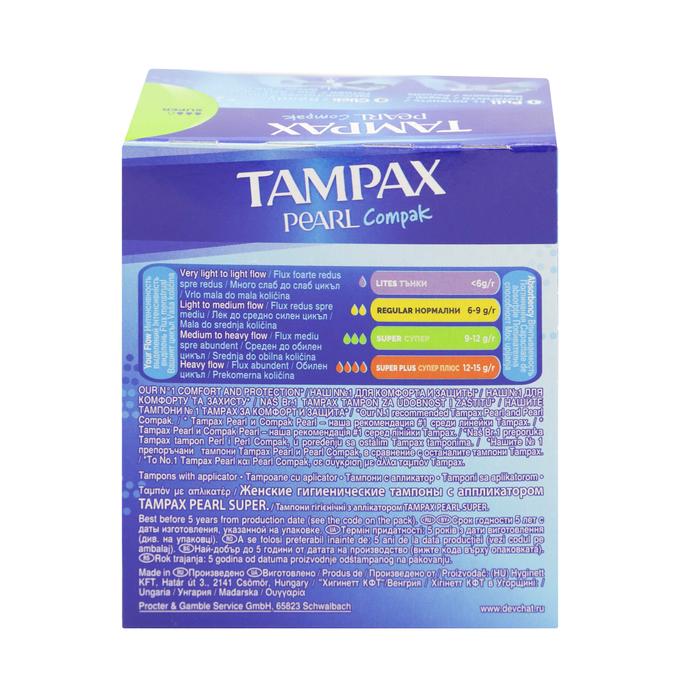 SUPER
TAMPAX
PEARL Compak
TAMPAX
PEARL Compak
Your Flow
Absorbency
Very light to light flow / Flux foarte redus
spre redus / Много слаб до слаб цикъл
/ Vrlo mala do mala količina
LITES ТЪНКИ <6g/г
Light to medium flow / Flux redus spre
mediu / Лек до средно силен цикъл /
Mala do srednja količina
REGULAR НОРМАЛНИ 6-9 g/г
Medium to heavy flow / Flux mediu
spre abundent / Среден до обилен
цикъл / Srednja do obilna količina
SUPER СУПЕР 9-12 g/г
Heavy flow / Flux abundent / Обилен
цикъл / Prekomerna količina
SUPER PLUS СУПЕР ПЛЮС 12-15 g/г
OUR N·1 COMFORT AND PROTECTION* / НАШ №1 ДЛЯ КОМФОРТА И ЗАЩИТЫ* / НАШ №1 ДЛЯ
КОМФОРТУ ТА ЗАХИСТУ* / NAŠ Br.1 TAMPAX TAMPON ZA UDOBNOST I ZAŠTITU* / НАШИТЕ
ТАМПОНИ № 1 TAMPAX ЗА КОМФОРТ И ЗАЩИТА* / *Our N.1 recommended Tampax Pearl and Pearl
Compak. / * Tampax Pearl и Compak Pearl – наша рекомендация #1 среди линейки Tampax. / *
Tampax Pearl и Compak Pearl – наша рекомендація #1 серед лінійки Tampax. / *Naš Br.1 preporuka
Tampax tampon Perl i Perl Compak, u poređenju sa ostalim Tampax tamponima. / *Нашите № 1
препоръчани тампони Tampax Pearl и Pearl Compak, в сравнение с останалите тампони Tampax. /
*Το Νο.1 Tampax Pearl και Pearl Compak, σε σύγκριση με άλλα ταμπόν Tampax.
Tampons with applicator · Tampoane cu aplicator · Тампони с апликатор · Tamponi sa aplikatorom ·
Ταμπόν με απλικατέρ / Женские гигиенические тампоны с аппликатором
TAMPAX PEARL SUPER. / Тампони гігієнічні з аплікатором TAMPAX PEARL SUPER.
Best before 5 years from production date (see the code on the pack). Срок годности 5 лет с
даты изготовления, указанной на упаковке. Термін придатності 5 років з дати виготовлення
(див. на упаковці). A se folosi preferabil inainte de: 5 ani de la data producției (vezi codul pe
ambalaj). Най-добър до 5 години от датата на производство (вижте кода върху опаковката).
Rok trajanja: 5 godina od datuma proizvodnje odštampanog na pakovanju.
Made in Произведено Виготовлено / Produs de / Произведено от / Proizvođač: (HU) Hyginett
KFT, Határ út 3., 2141 Csömör, Hungary / "Хигинетт КФТ" Венгрия / Хігінетт КФТ в Угорщині /
Ungaria / Унгария / Mađarska / Ουγγαρία
Procter & Gamble Service GmbH, 65823 Schwalbach
www.devchat.ru